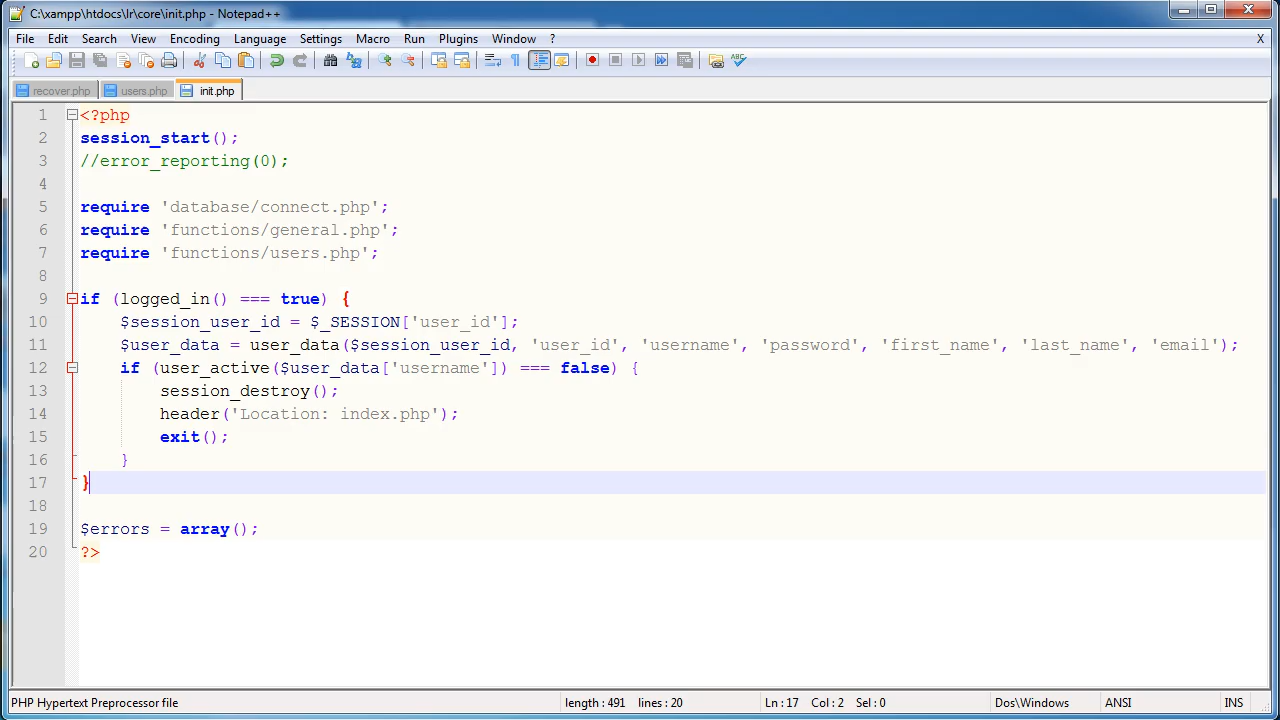 C:\xampp\htdocs\lr\core\init.php - Notepad++
File Edit Search View Encoding Language Settings Macro Run Plugins Window ? X
recover.php users.php init.php
1 <?php
2 session_start();
3 //error_reporting(0);
4
5 require 'database/connect.php';
6 require 'functions/general.php';
7 require 'functions/users.php';
8
9 if (logged_in() === true) {
10     $session_user_id = $_SESSION['user_id'];
11     $user_data = user_data($session_user_id, 'user_id', 'username', 'password', 'first_name', 'last_name', 'email');
12     if (user_active($user_data['username']) === false) {
13         session_destroy();
14         header('Location: index.php');
15         exit();
16     }
17 }
18
19 $errors = array();
20 ?>
PHP Hypertext Preprocessor file length : 491 lines : 20 Ln : 17 Col : 2 Sel : 0 Dos\Windows ANSI INS